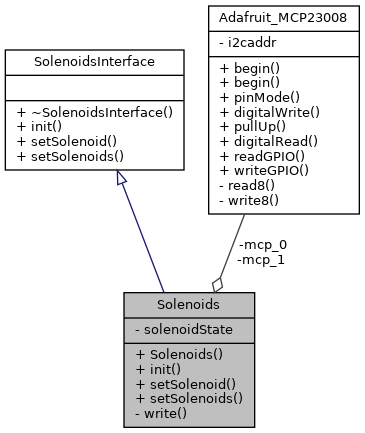 Adafruit_MCP23008
- i2caddr
+ begin()
+ begin()
+ pinMode()
+ digitalWrite()
+ pullUp()
+ digitalRead()
+ readGPIO()
+ writeGPIO()
- read8()
- write8()
SolenoidsInterface
+ ~SolenoidsInterface()
+ init()
+ setSolenoid()
+ setSolenoids()
-mcp_0
-mcp_1
Solenoids
- solenoidState
+ Solenoids()
+ init()
+ setSolenoid()
+ setSolenoids()
- write()